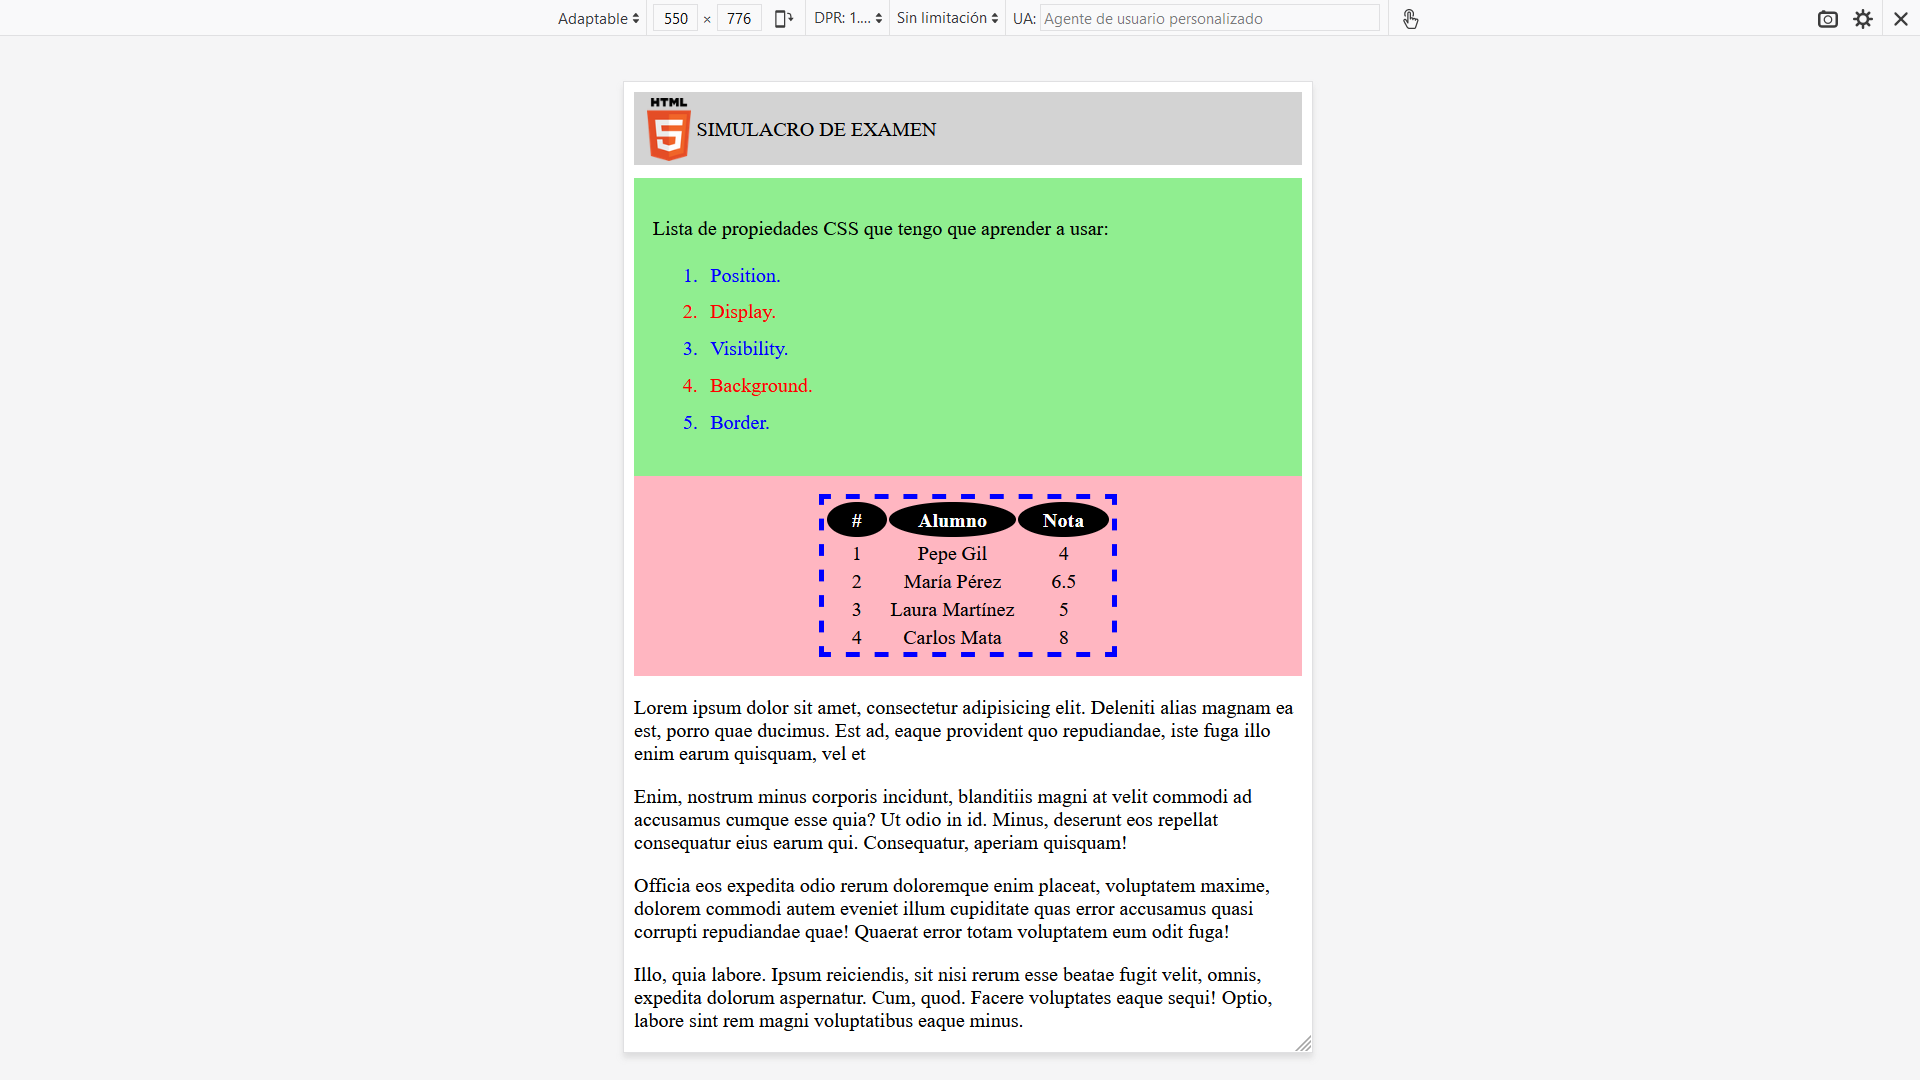 Adaptable 550 × 776 DPR: 1.... Sin limitación UA: Agente de usuario personalizado
HTML
5
SIMULACRO DE EXAMEN
Lista de propiedades CSS que tengo que aprender a usar:
1. Position.
2. Display.
3. Visibility.
4. Background.
5. Border.
# Alumno Nota
1 Pepe Gil 4
2 María Pérez 6.5
3 Laura Martínez 5
4 Carlos Mata 8
Lorem ipsum dolor sit amet, consectetur adipisicing elit. Deleniti alias magnam ea
est, porro quae ducimus. Est ad, eaque provident quo repudiandae, iste fuga illo
enim earum quisquam, vel et
Enim, nostrum minus corporis incidunt, blanditiis magni at velit commodi ad
accusamus cumque esse quia? Ut odio in id. Minus, deserunt eos repellat
consequatur eius earum qui. Consequatur, aperiam quisquam!
Officia eos expedita odio rerum doloremque enim placeat, voluptatem maxime,
dolorem commodi autem eveniet illum cupiditate quas error accusamus quasi
corrupti repudiandae quae! Quaerat error totam voluptatem eum odit fuga!
Illo, quia labore. Ipsum reiciendis, sit nisi rerum esse beatae fugit velit, omnis,
expedita dolorum aspernatur. Cum, quod. Facere voluptates eaque sequi! Optio,
labore sint rem magni voluptatibus eaque minus.